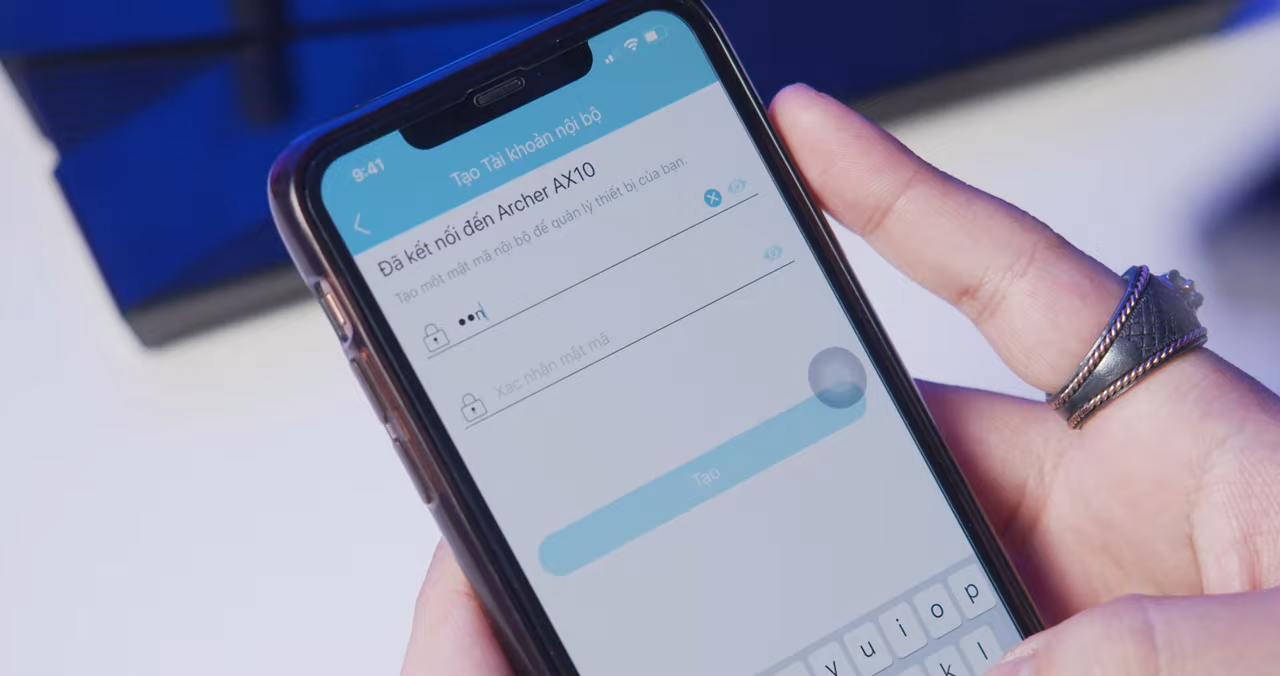 9:41
Tạo Tài khoản nội bộ
Đã kết nối đến Archer AX10
Tạo một mật mã nội bộ để quản lý thiết bị của bạn.
••n
Xác nhận mật mã
Tạo
y u i o p
k l